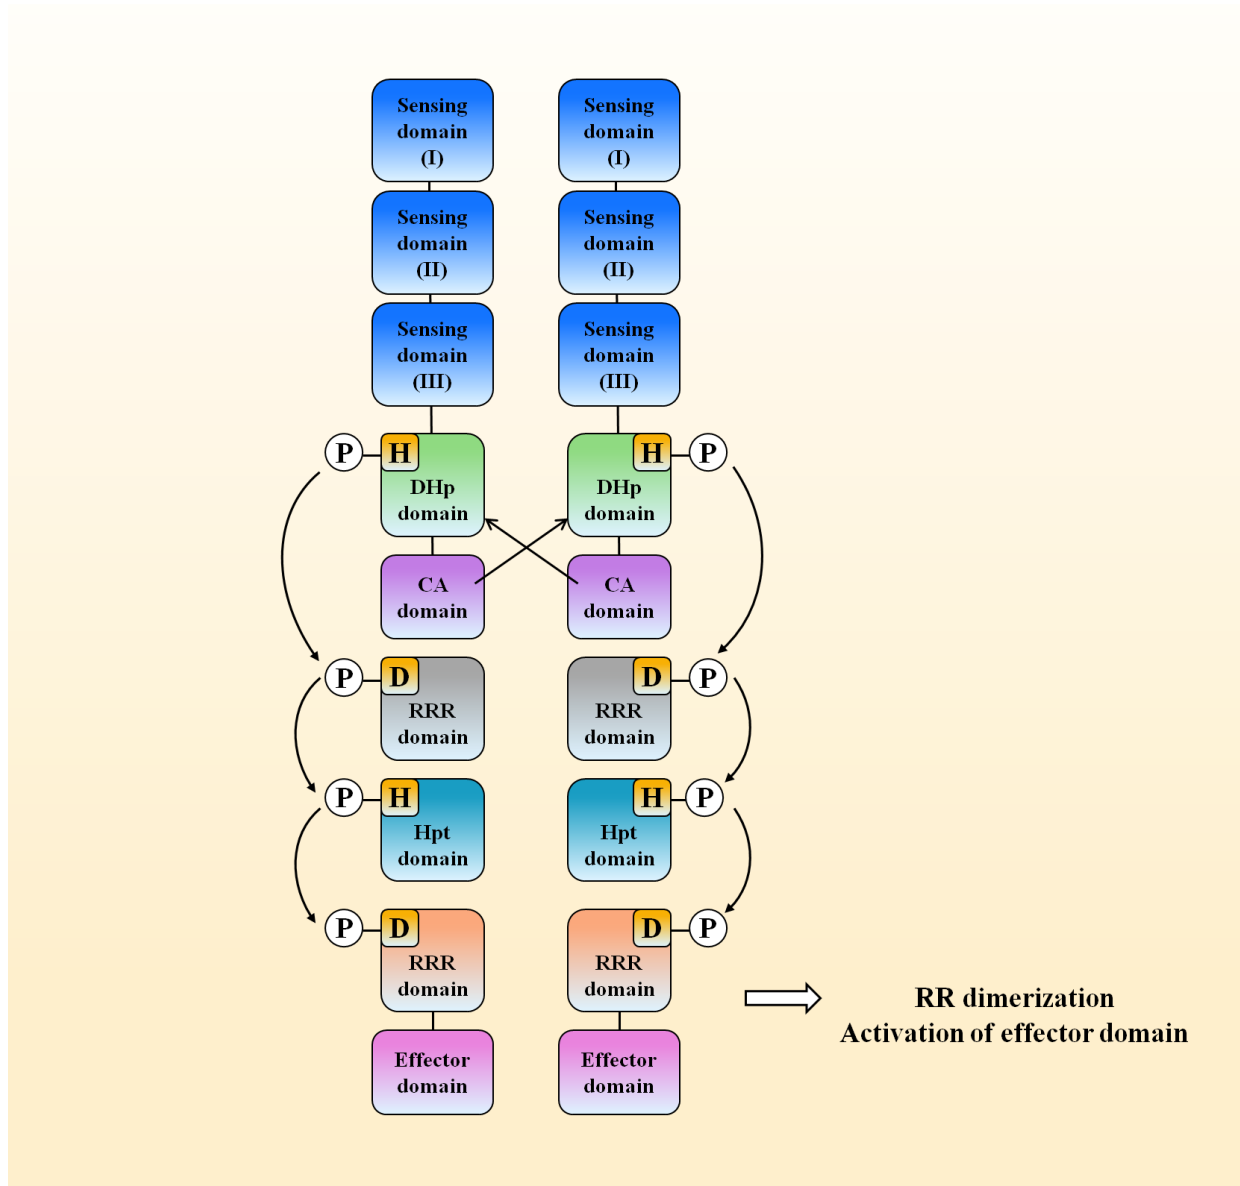 Sensing
domain
(I)
Sensing
domain
(I)
Sensing
domain
(II)
Sensing
domain
(II)
Sensing
domain
(III)
Sensing
domain
(III)
P
H
DHp
domain
H
P
DHp
domain
CA
domain
CA
domain
P
D
RRR
domain
D
P
RRR
domain
P
H
Hpt
domain
H
P
Hpt
domain
P
D
RRR
domain
D
P
RRR
domain
RR dimerization
Activation of effector domain
Effector
domain
Effector
domain